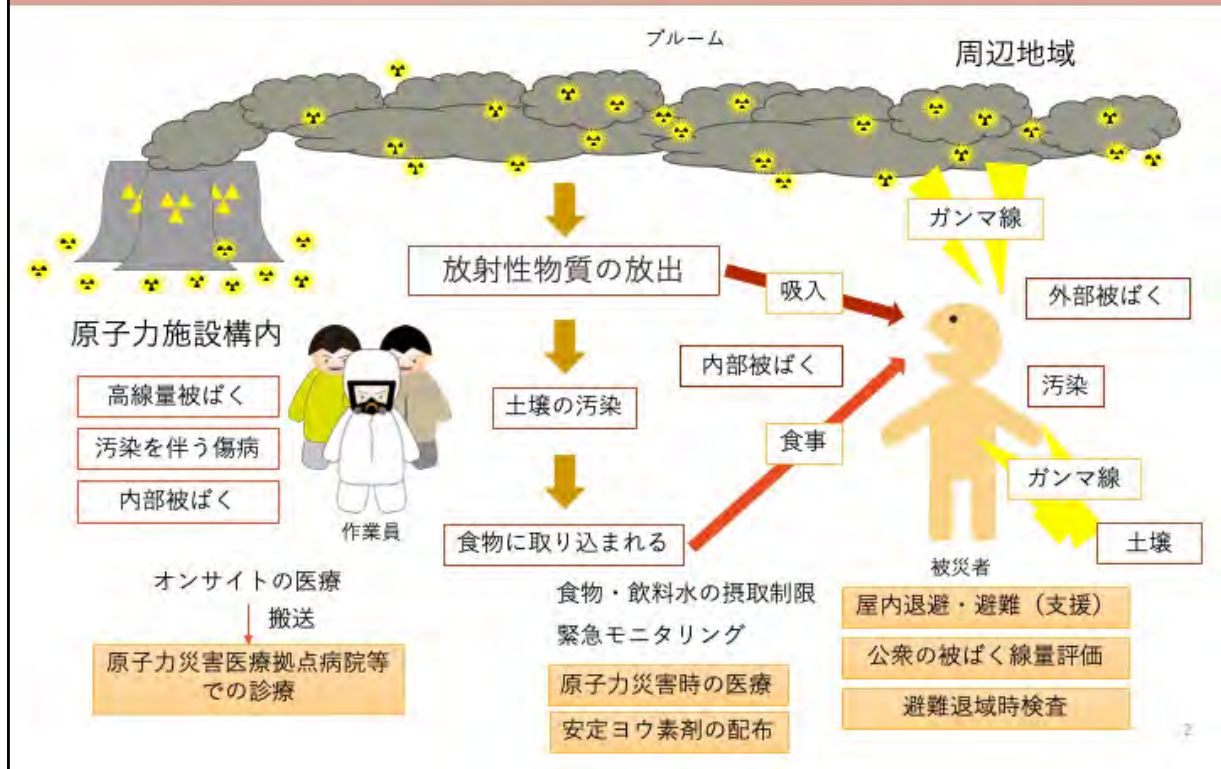 プルーム
周辺地域
ガンマ線
放射性物質の放出
吸入
外部被ばく
原子力施設構内
内部被ばく
汚染
高線量被ばく
土壌の汚染
汚染を伴う傷病
食事
ガンマ線
内部被ばく
作業員
食物に取り込まれる
土壌
被災者
オンサイトの医療
搬送
原子力災害医療拠点病院等
での診療
食物・飲料水の摂取制限
緊急モニタリング
原子力災害時の医療
安定ヨウ素剤の配布
屋内退避・避難（支援）
公衆の被ばく線量評価
避難退域時検査
2